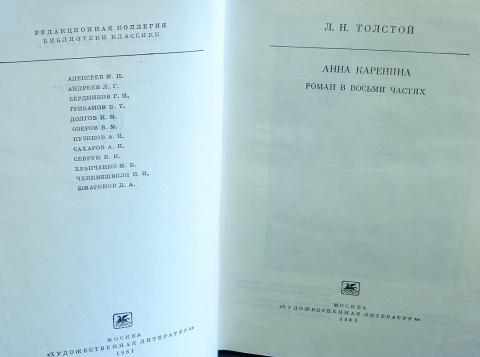 РЕДАКЦИОННАЯ КОЛЛЕГИЯ
БИБЛИОТЕКИ КЛАССИКИ
АЛЕКСЕЕВ М. Н.
АНДРЕЕВ Л. Г.
БЕРДНИКОВ Г. П.
ГРИБАНОВ Б. Т.
ДОЛГОВ К. М.
ОЗЕРОВ В. М.
ПУЗИКОВ А. И.
САХАРОВ А. Н.
СЕВРУК В. Н.
ХРАПЧЕНКО М. Б.
ЧХИКВИШВИЛИ И. И.
ШМАРИНОВ Д. А.
МОСКВА
«ХУДОЖЕСТВЕННАЯ ЛИТЕРАТУРА»
1981
Л. Н. ТОЛСТОЙ
АННА КАРЕНИНА
РОМАН В ВОСЬМИ ЧАСТЯХ
МОСКВА
«ХУДОЖЕСТВЕННАЯ ЛИТЕРАТУРА»
1981